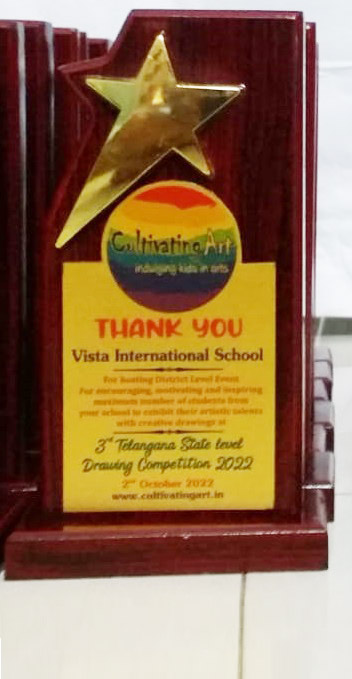 Cultivating Art
indulging kids in arts
THANK YOU
Vista International School
For hosting District Level Event
For encouraging, motivating and inspiring
maximum number of students from
your school to exhibit their artistic talents
with creative drawings at
3rd Telangana State level
Drawing Competition 2022
2nd October 2022
www.cultivatingart.in